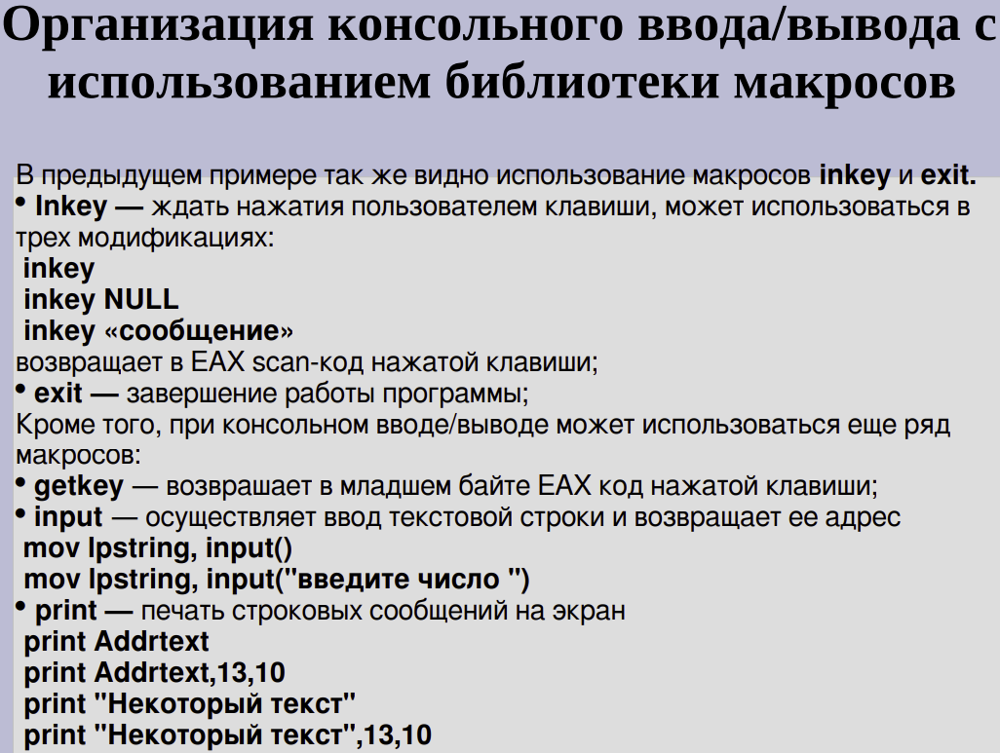 Организация консольного ввода/вывода с
использованием библиотеки макросов
В предыдущем примере так же видно использование макросов inkey и exit.
• Inkey — ждать нажатия пользователем клавиши, может использоваться в
трех модификациях:
inkey
inkey NULL
inkey «сообщение»
возвращает в EAX scan-код нажатой клавиши;
• exit — завершение работы программы;
Кроме того, при консольном вводе/выводе может использоваться еще ряд
макросов:
• getkey — возврашает в младшем байте EAX код нажатой клавиши;
• input — осуществляет ввод текстовой строки и возвращает ее адрес
mov lpstring, input()
mov lpstring, input("введите число ")
• print — печать строковых сообщений на экран
print Addrtext
print Addrtext,13,10
print "Некоторый текст"
print "Некоторый текст",13,10